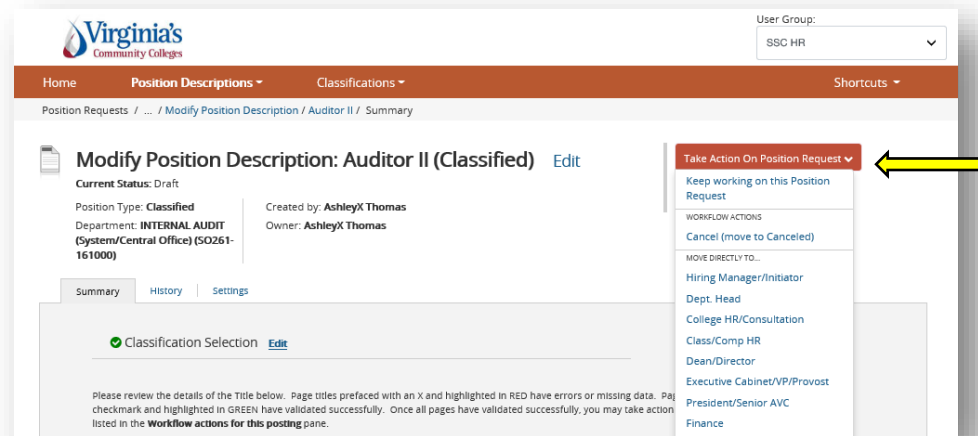 Virginia's
Community Colleges
User Group:
SSC HR
Home Position Descriptions Classifications Shortcuts
Position Requests / ... / Modify Position Description / Auditor II / Summary
Modify Position Description: Auditor II (Classified) Edit
Current Status: Draft
Position Type: Classified
Department: INTERNAL AUDIT
(System/Central Office) (SO261-
161000)
Created by: AshleyX Thomas
Owner: AshleyX Thomas
Take Action On Position Request
Keep working on this Position
Request
WORKFLOW ACTIONS
Cancel (move to Canceled)
MOVE DIRECTLY TO...
Hiring Manager/Initiator
Dept. Head
College HR/Consultation
Class/Comp HR
Dean/Director
Executive Cabinet/VP/Provost
President/Senior AVC
Finance
Summary History Settings
Classification Selection Edit
Please review the details of the Title below. Page titles prefaced with an X and highlighted in RED have errors or missing data.
checkmark and highlighted in GREEN have validated successfully. Once all pages have validated successfully, you may take action
listed in the Workflow actions for this posting pane.